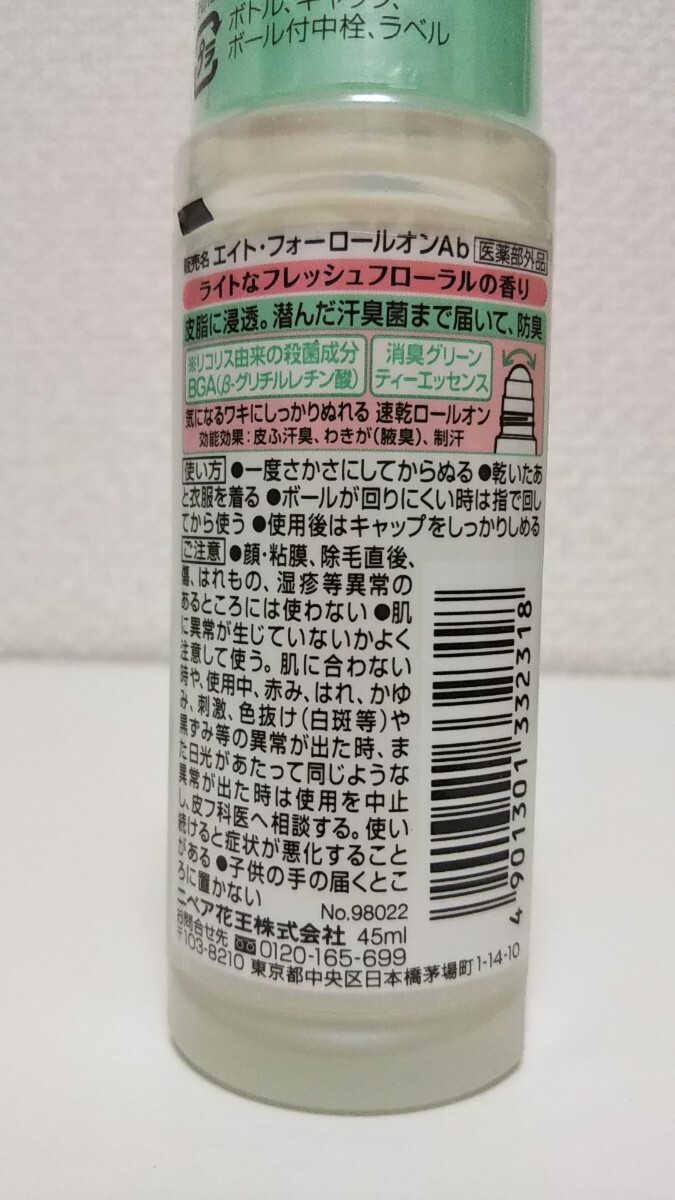 ボトル、キャップ、
ボール付中栓、ラベル
販売名 エイト・フォーロールオンAb 医薬部外品
ライトなフレッシュフローラルの香り
皮脂に浸透。潜んだ汗臭菌まで届いて、防臭
※リコリス由来の殺菌成分
BGA(β-グリチルレチン酸)
消臭グリーン
ティーエッセンス
気になるワキにしっかりぬれる 速乾ロールオン
効能効果:皮ふ汗臭、わきが(腋臭)、制汗
使い方 ●一度さかさにしてからぬる ●乾いたあ
と衣服を着る ●ボールが回りにくい時は指で回し
てから使う ●使用後はキャップをしっかりしめる
ご注意 ●顔・粘膜、除毛直後、
傷、はれもの、湿疹等異常の
あるところには使わない ●肌
に異常が生じていないかよく
注意して使う。肌に合わない
時や、使用中、赤み、はれ、かゆ
み、刺激、色抜け(白斑等)や
黒ずみ等の異常が出た時、ま
た日光があたって同じような
異常が出た時は使用を中止
し、皮フ科医へ相談する。使い
続けると症状が悪化すること
がある ●子供の手の届くとこ
ろに置かない
No.98022
ニベア花王株式会社 45ml
お問合せ先 0120-165-699
〒103-8210 東京都中央区日本橋茅場町1-14-10
4 901301 332318